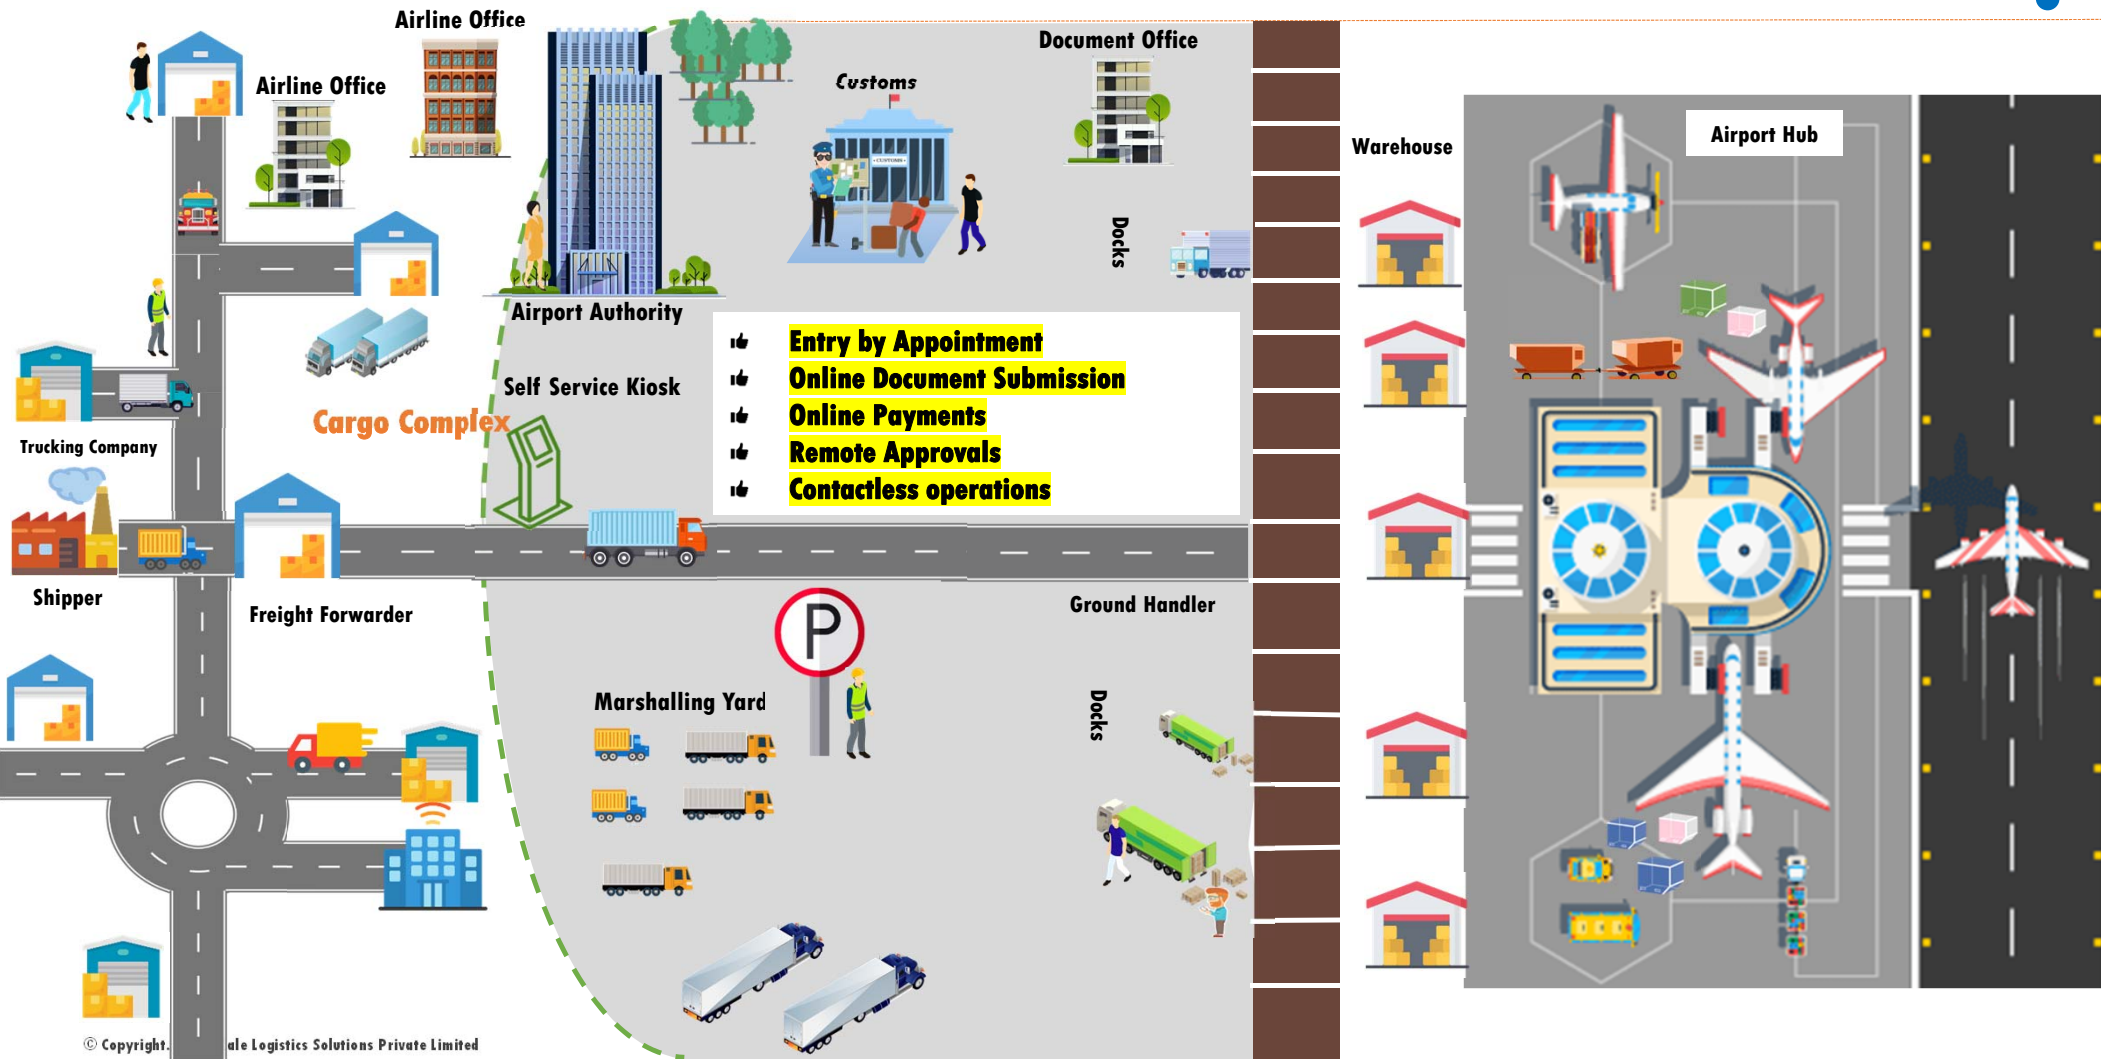 Airline Office
Airline Office
Document Office
Customs
CUSTOMS
Airport Hub
Warehouse
Docks
Airport Authority
Entry by Appointment
Online Document Submission
Online Payments
Remote Approvals
Contactless operations
Self Service Kiosk
Cargo Complex
Trucking Company
Shipper
Freight Forwarder
Ground Handler
P
Marshalling Yard
Docks
© Copyright. ale Logistics Solutions Private Limited